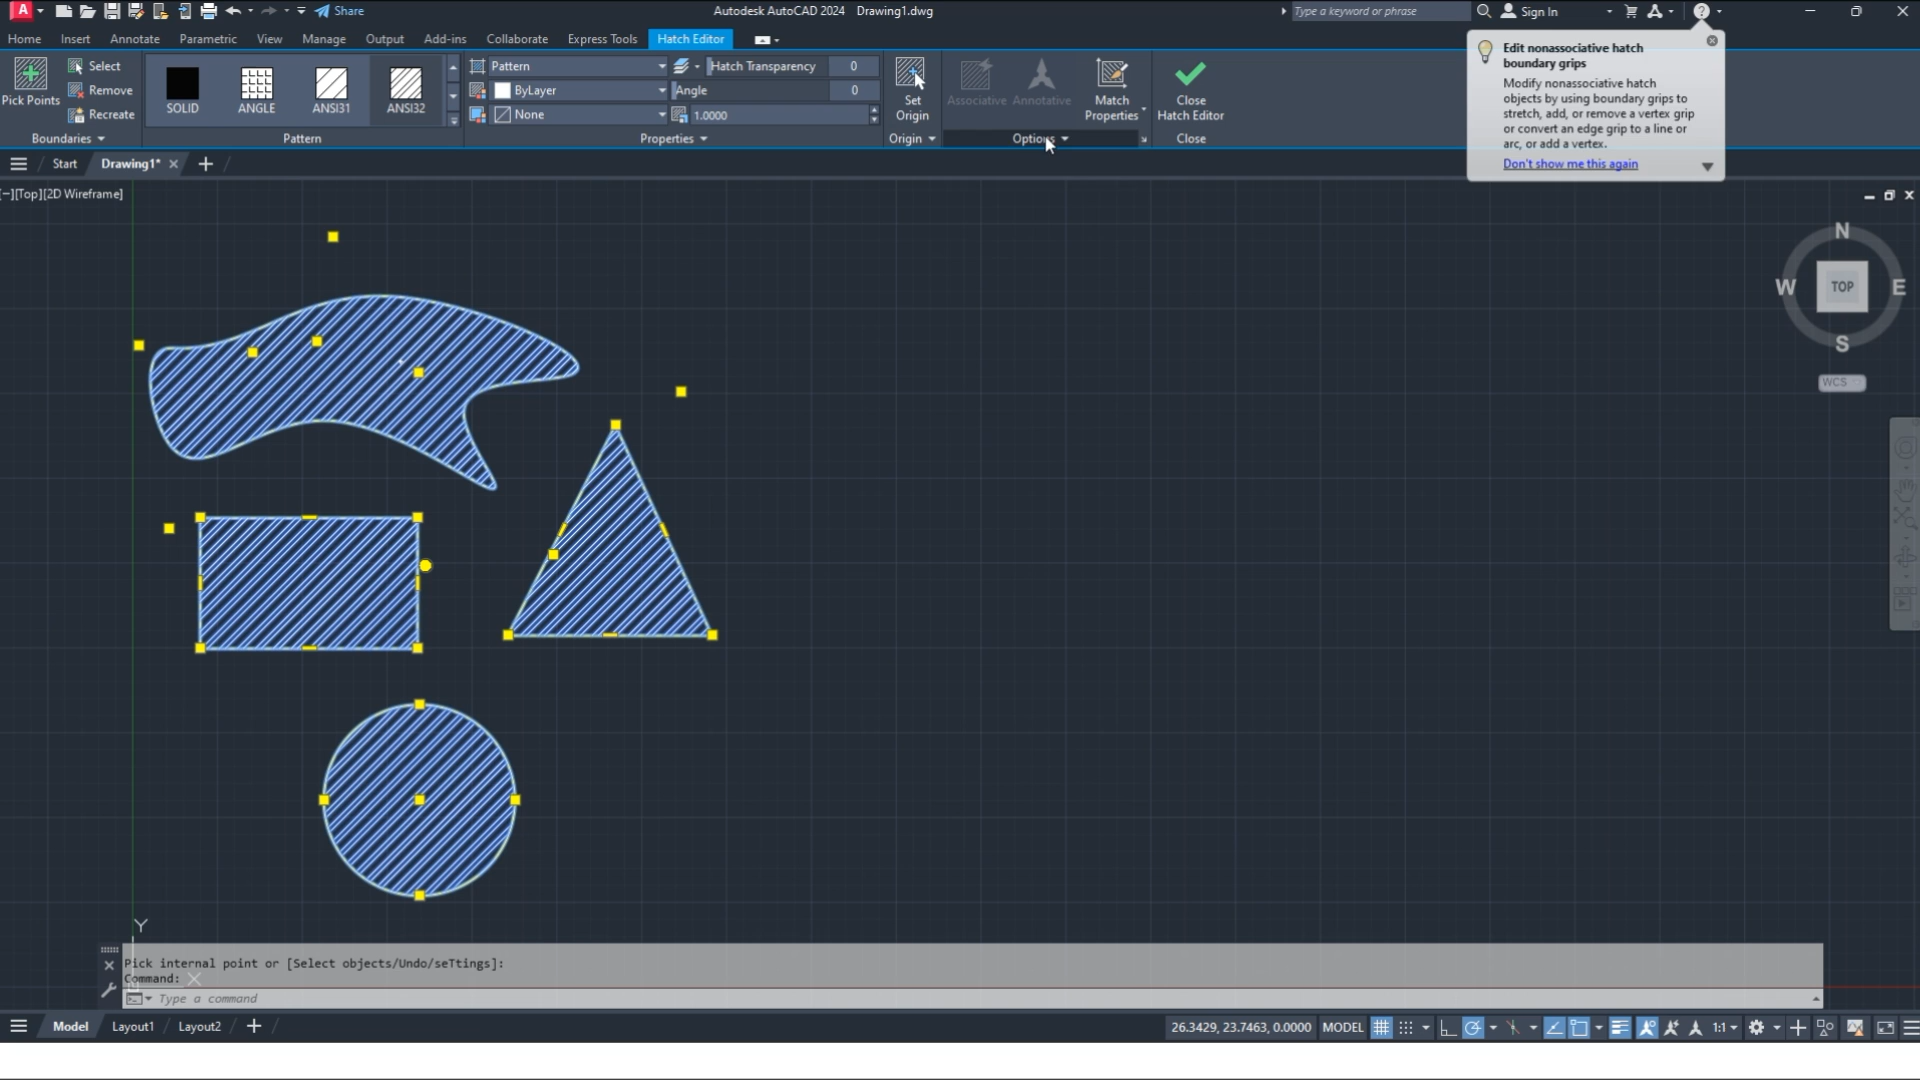 A Share Autodesk AutoCAD 2024 Drawing1.dwg Type a keyword or phrase Sign In
Home Insert Annotate Parametric View Manage Output Add-ins Collaborate Express Tools Hatch Editor
Pick Points
Select
Remove
Recreate
Boundaries
SOLID ANGLE ANSI31 ANSI32
Pattern
Pattern Hatch Transparency 0
ByLayer Angle 0
None 1.0000
Properties
Set
Origin
Origin
Associative Annotative Match
Properties
Options
Close
Hatch Editor
Close
Edit nonassociative hatch
boundary grips
Modify nonassociative hatch
objects by using boundary grips to
stretch, add, or remove a vertex grip
or convert an edge grip to a line or
arc, or add a vertex.
Don't show me this again
Start Drawing1*
[−][Top][2D Wireframe]
N
W TOP E
S
WCS
Y
Pick internal point or [Select objects/Undo/seTtings]:
Command:
Type a command
Model Layout1 Layout2 26.3429, 23.7463, 0.0000 MODEL 1:1